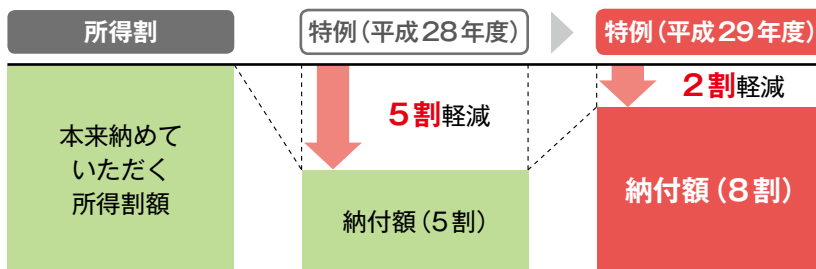 所得割
特例（平成28年度）
特例（平成29年度）
本来納めて
いただく
所得割額
5割軽減
納付額（5割）
2割軽減
納付額（8割）